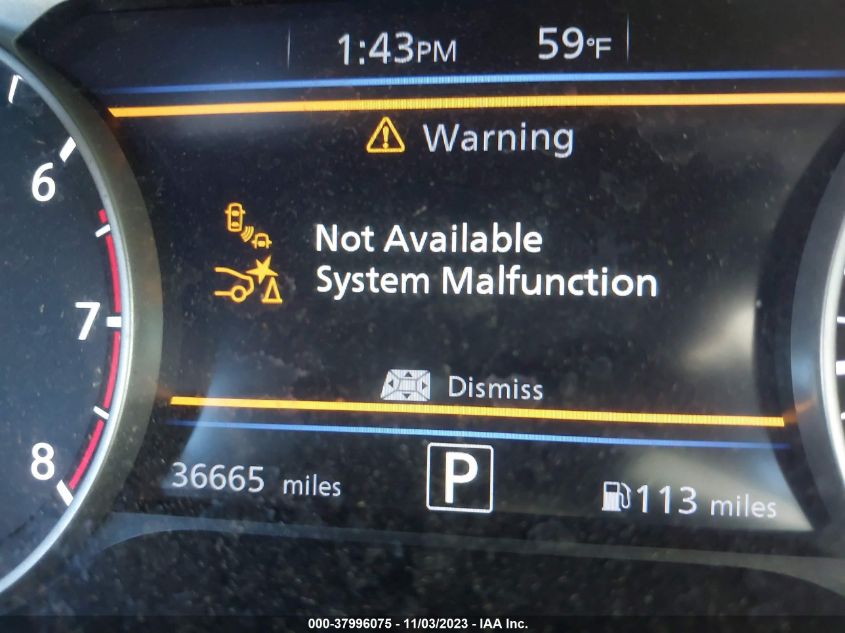 1:43PM 59°F
Warning
6
Not Available
System Malfunction
7
Dismiss
8
36665 miles P 113 miles
000-37996075 - 11/03/2023 - IAA Inc.